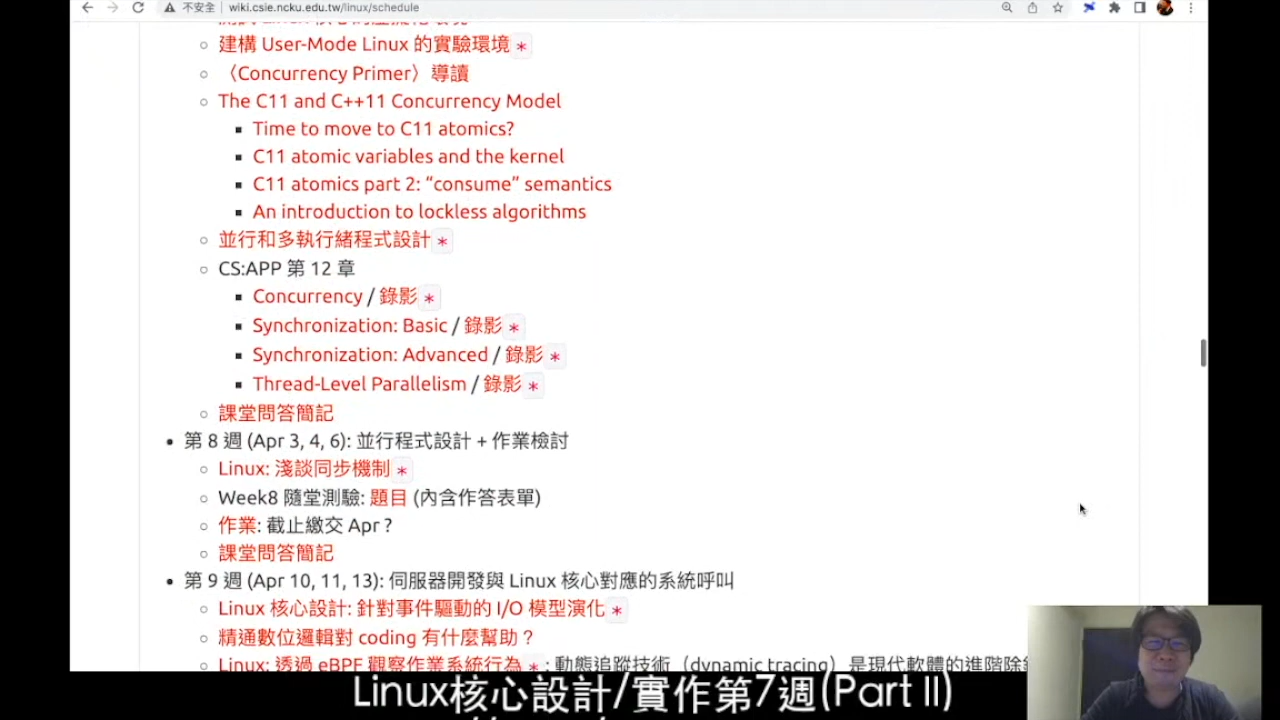 不安全 | wiki.csie.ncku.edu.tw/linux/schedule
建構 User-Mode Linux 的實驗環境 *
〈Concurrency Primer〉導讀
The C11 and C++11 Concurrency Model
Time to move to C11 atomics?
C11 atomic variables and the kernel
C11 atomics part 2: “consume” semantics
An introduction to lockless algorithms
並行和多執行緒程式設計 *
CS:APP 第 12 章
Concurrency / 錄影 *
Synchronization: Basic / 錄影 *
Synchronization: Advanced / 錄影 *
Thread-Level Parallelism / 錄影 *
課堂問答簡記
第 8 週 (Apr 3, 4, 6): 並行程式設計 + 作業檢討
Linux: 淺談同步機制 *
Week8 隨堂測驗: 題目 (內含作答表單)
作業: 截止繳交 Apr ?
課堂問答簡記
第 9 週 (Apr 10, 11, 13): 伺服器開發與 Linux 核心對應的系統呼叫
Linux 核心設計: 針對事件驅動的 I/O 模型演化 *
精通數位邏輯對 coding 有什麼幫助？
Linux: 透過 eBPF 觀察作業系統行為 * : 動態追蹤技術（dynamic tracing）是現代軟體的進階除
Linux核心設計/實作第7週(Part II)